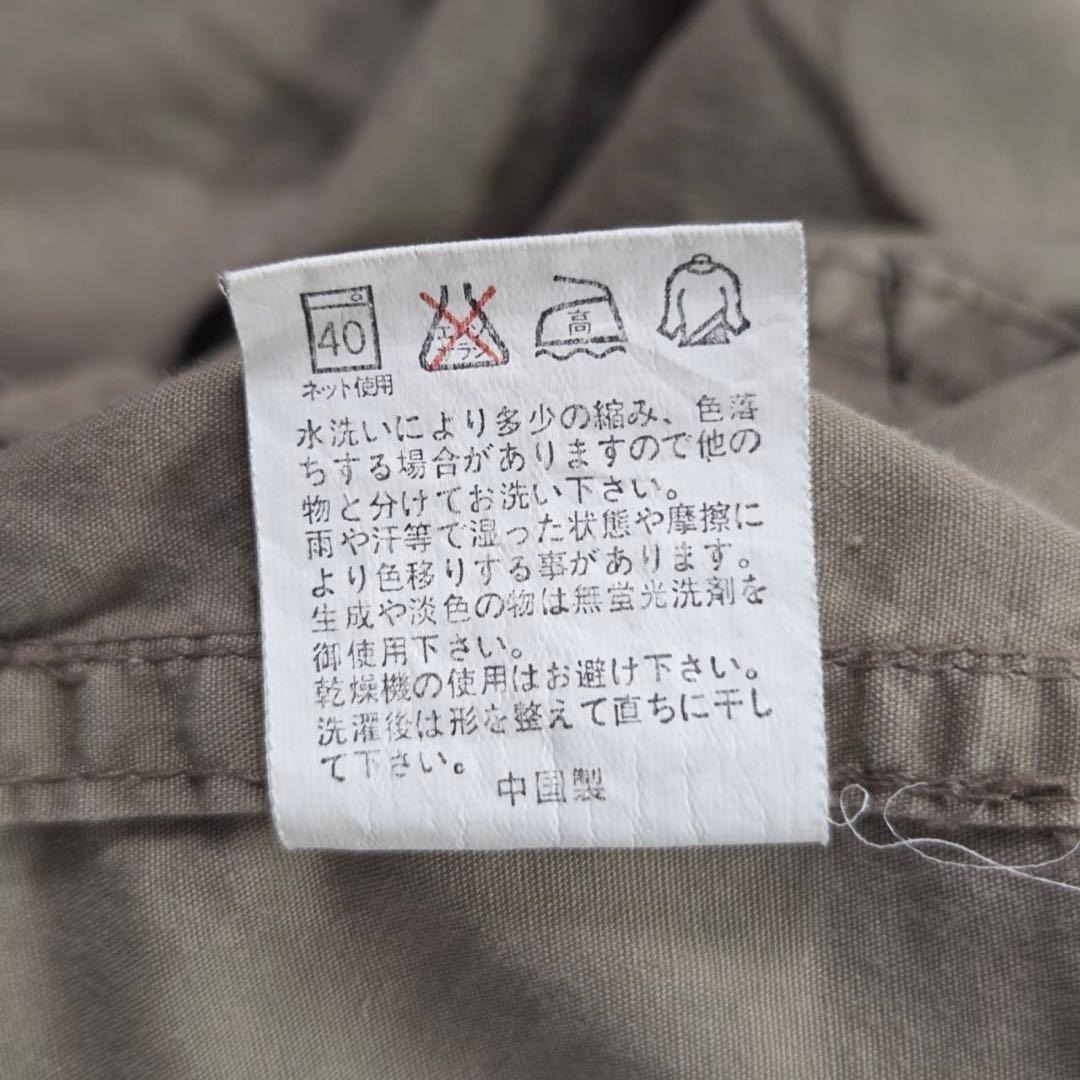 40
エンソ
サラシ
高
ネット使用
水洗いにより多少の縮み、色落
ちする場合がありますので他の
物と分けてお洗い下さい。
雨や汗等で湿った状態や摩擦に
より色移りする事があります。
生成や淡色の物は無蛍光洗剤を
御使用下さい。
乾燥機の使用はお避け下さい。
洗濯後は形を整えて直ちに干し
て下さい。
中国製